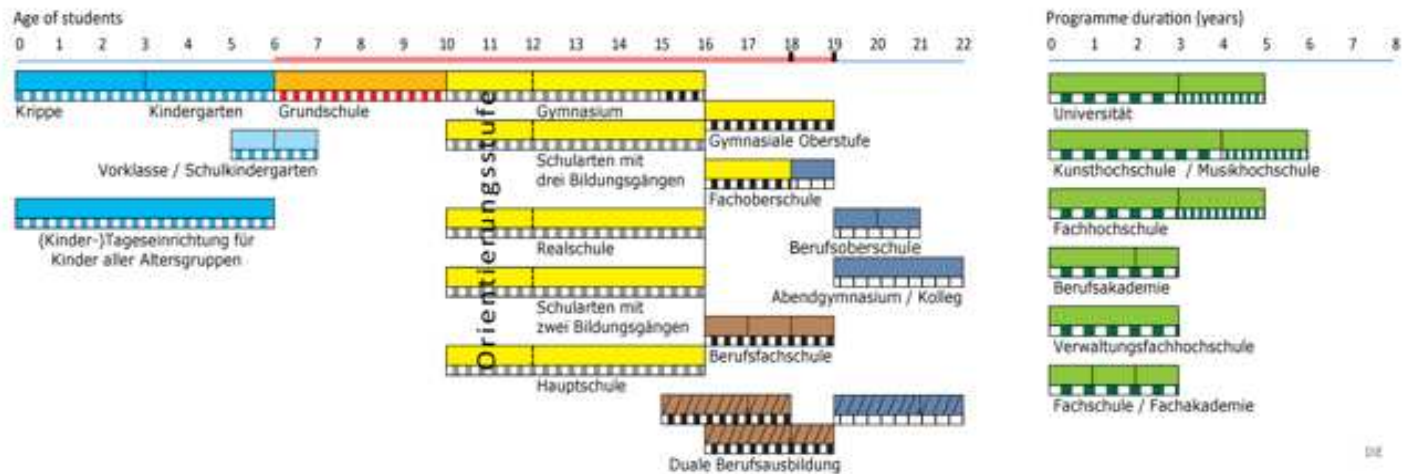 Age of students
0 1 2 3 4 5 6 7 8 9 10 11 12 13 14 15 16 17 18 19 20 21 22
Krippe
Kindergarten
Grundschule
Gymnasium
Vorklasse / Schulkindergarten
Gymnasiale Oberstufe
Schularten mit
drei Bildungsgängen
Fachoberschule
(Kinder-)Tageseinrichtung für
Kinder aller Altersgruppen
Orientierungsstufe
Realschule
Berufsoberschule
Schularten mit
zwei Bildungsgängen
Abendgymnasium / Kolleg
Berufsfachschule
Hauptschule
Duale Berufsausbildung
Programme duration (years)
0 1 2 3 4 5 6 7 8
Universität
Kunsthochschule / Musikhochschule
Fachhochschule
Berufsakademie
Verwaltungsfachhochschule
Fachschule / Fachakademie
DE